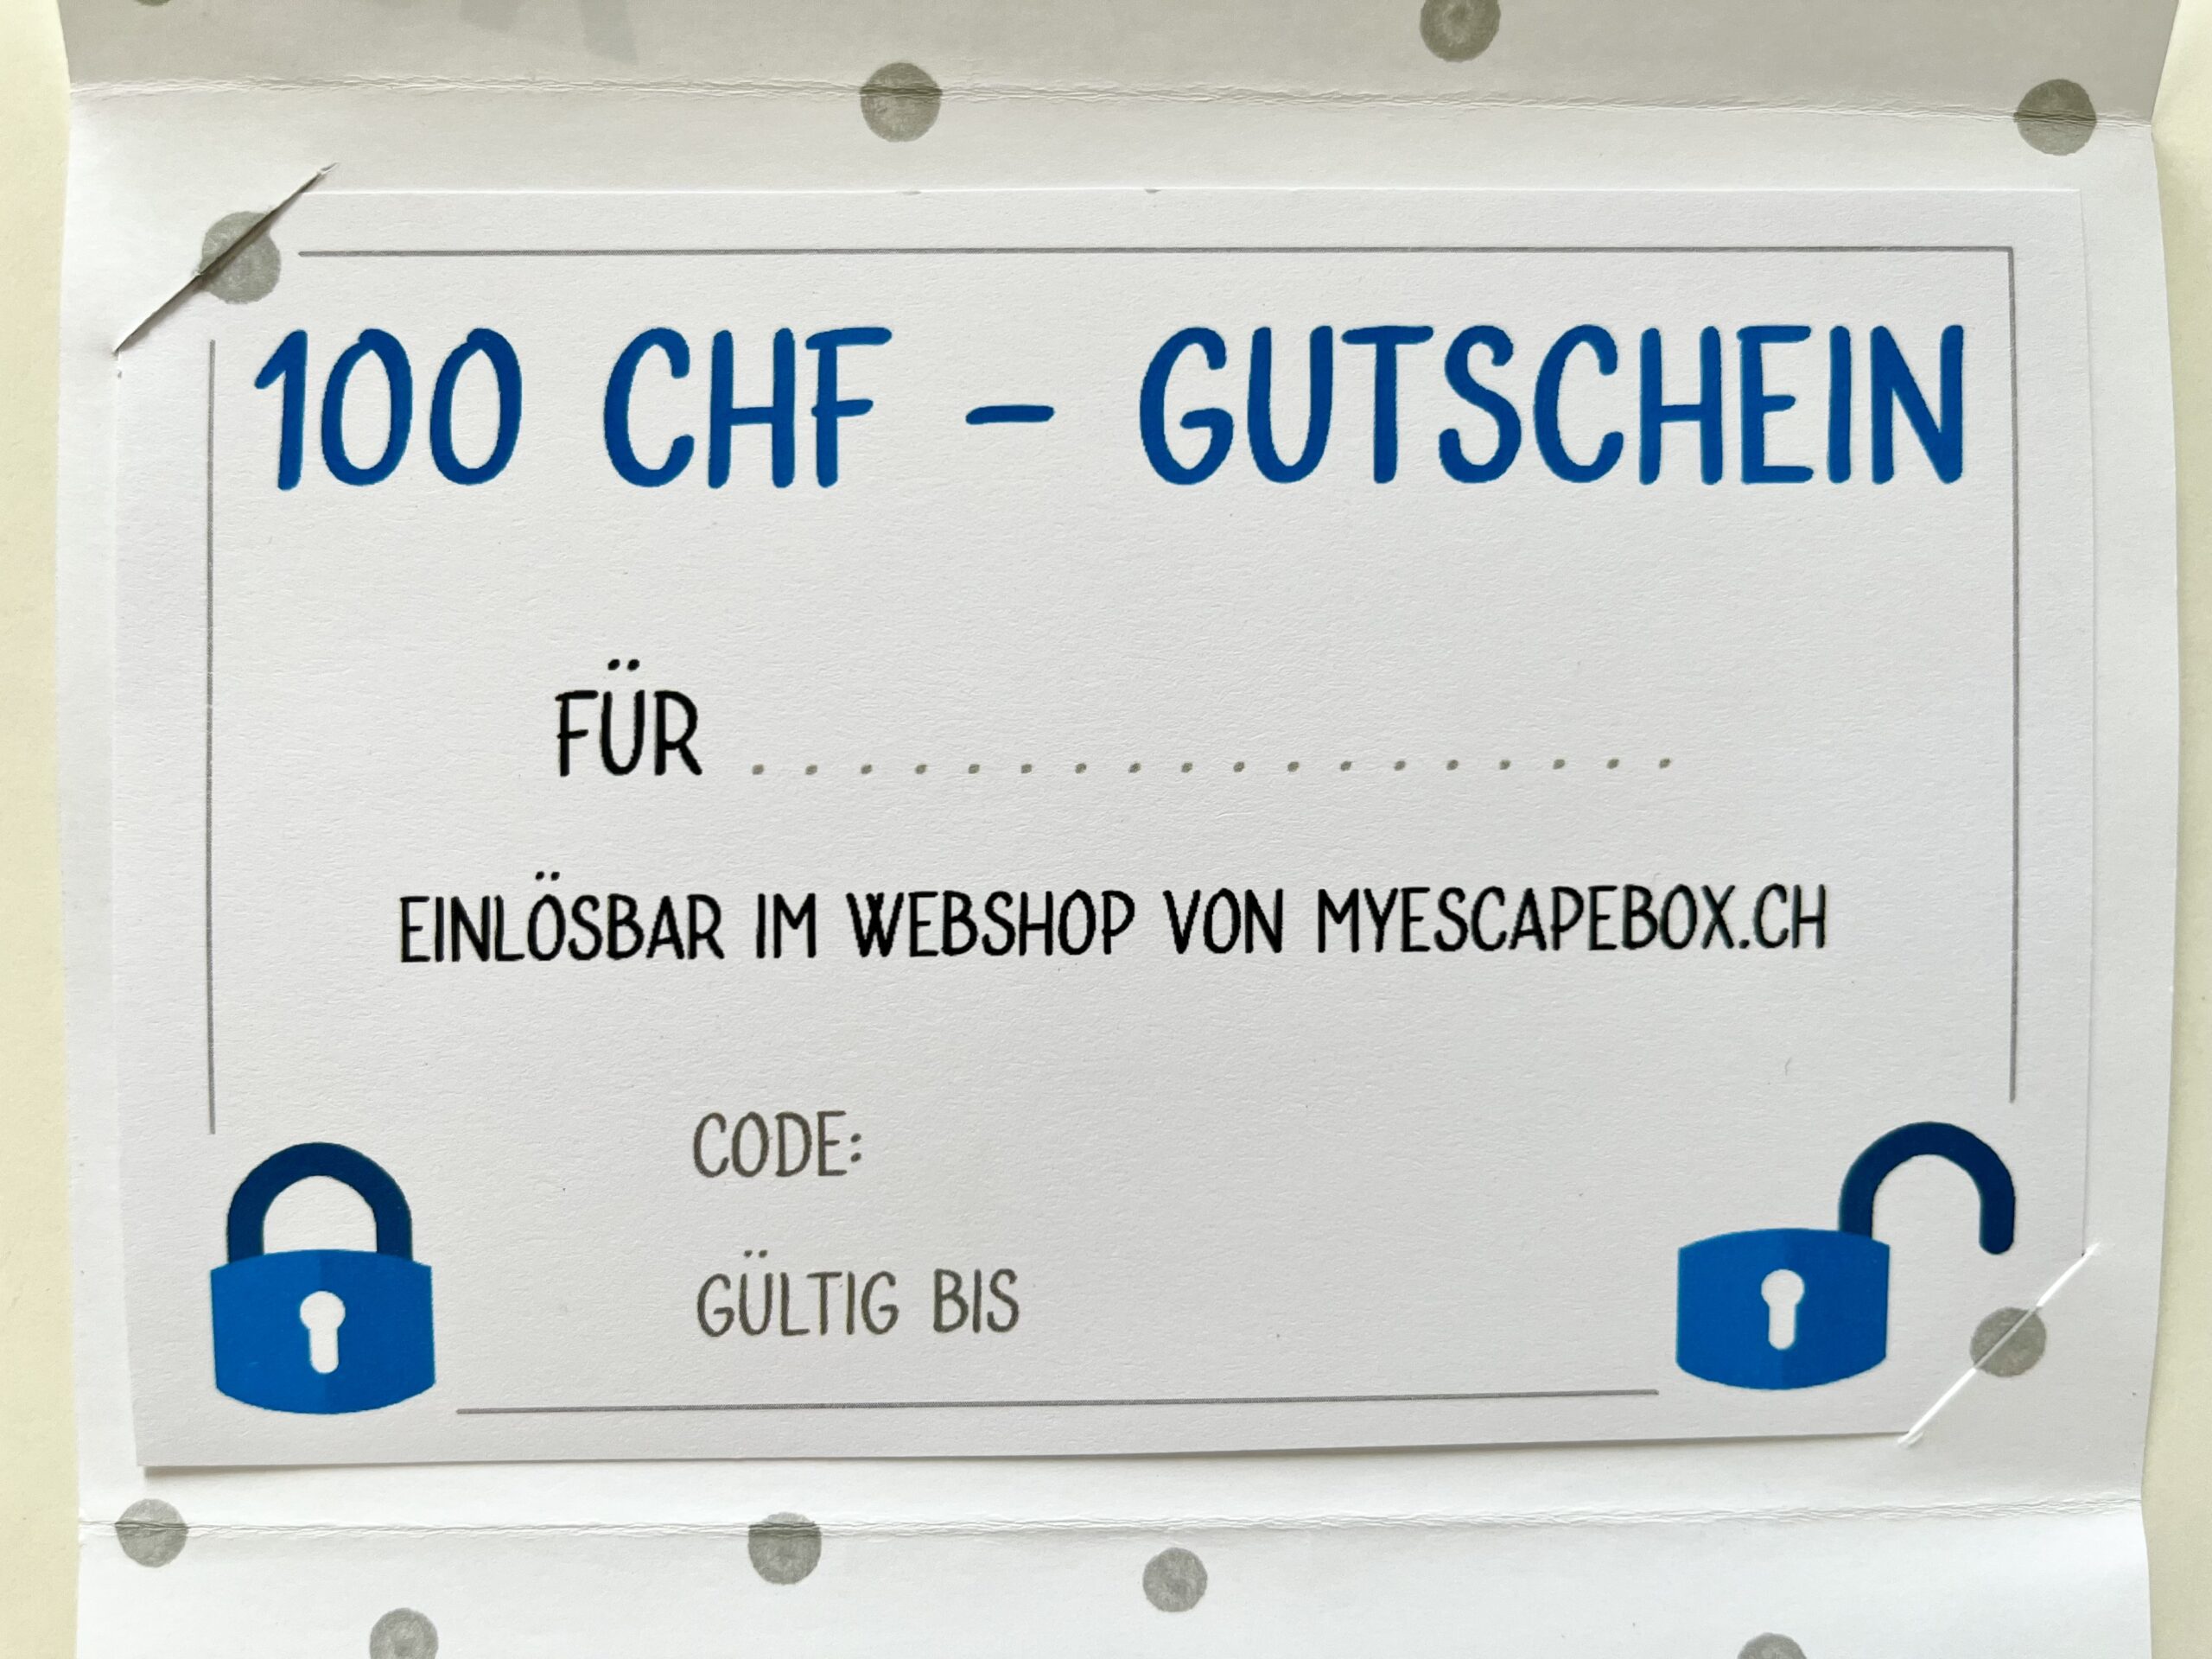 100 CHF – GUTSCHEIN
FÜR ..................
EINLÖSBAR IM WEBSHOP VON MYESCAPEBOX.CH
CODE:
GÜLTIG BIS